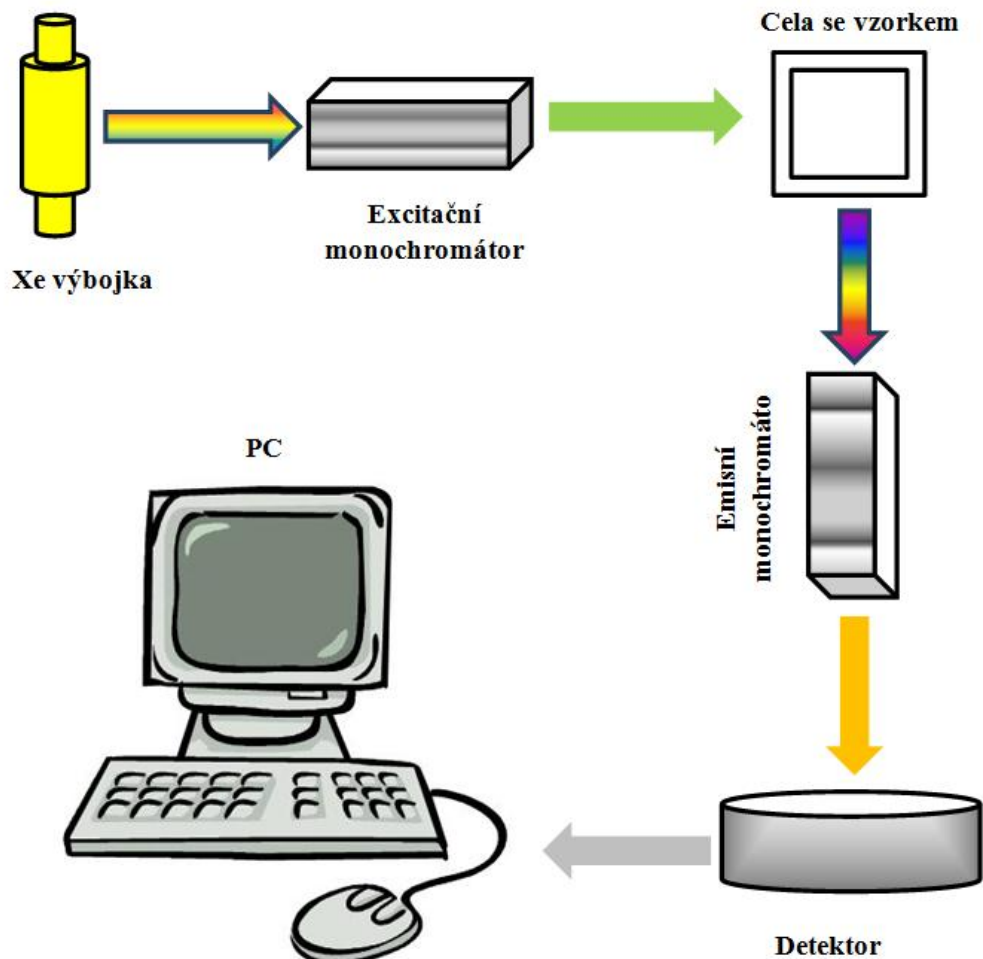 Cela se vzorkem
Excitační
monochromátor
Xe výbojka
Emisní
monochromáto
PC
Detektor